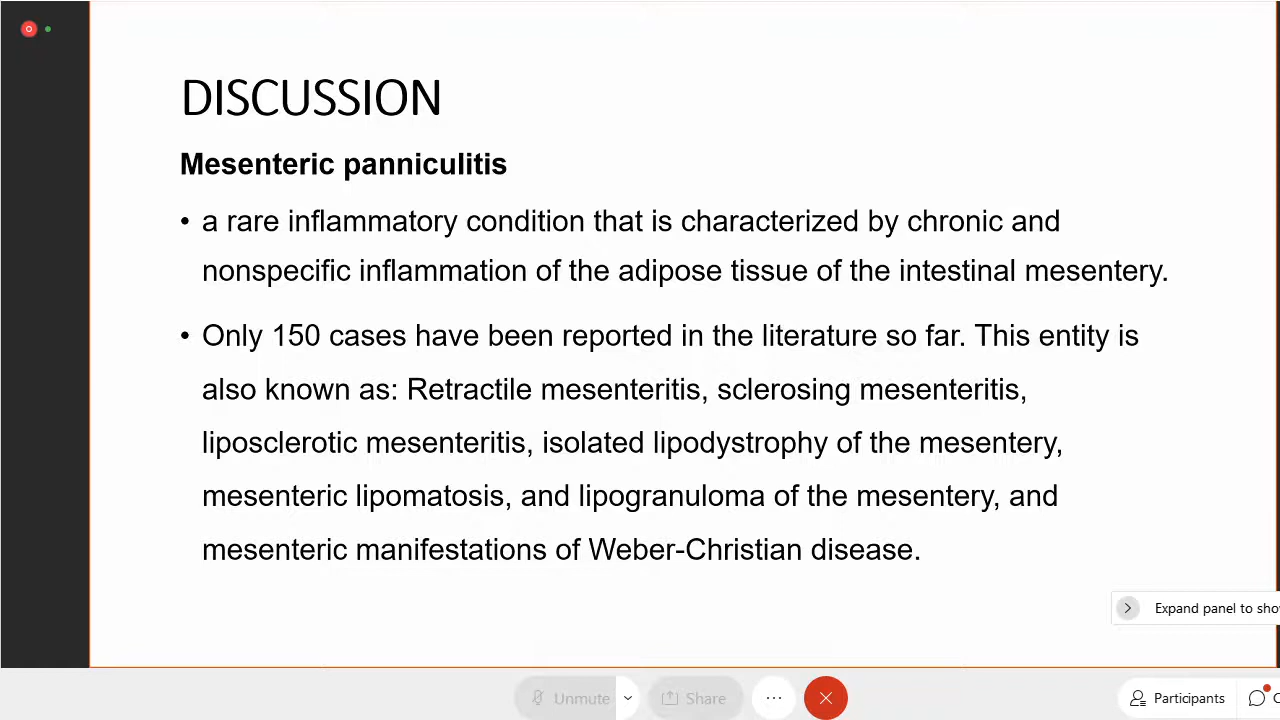 DISCUSSION
Mesenteric panniculitis
• a rare inflammatory condition that is characterized by chronic and
nonspecific inflammation of the adipose tissue of the intestinal mesentery.
• Only 150 cases have been reported in the literature so far. This entity is
also known as: Retractile mesenteritis, sclerosing mesenteritis,
liposclerotic mesenteritis, isolated lipodystrophy of the mesentery,
mesenteric lipomatosis, and lipogranuloma of the mesentery, and
mesenteric manifestations of Weber-Christian disease.
Expand panel to
Unmute
Share
Participants